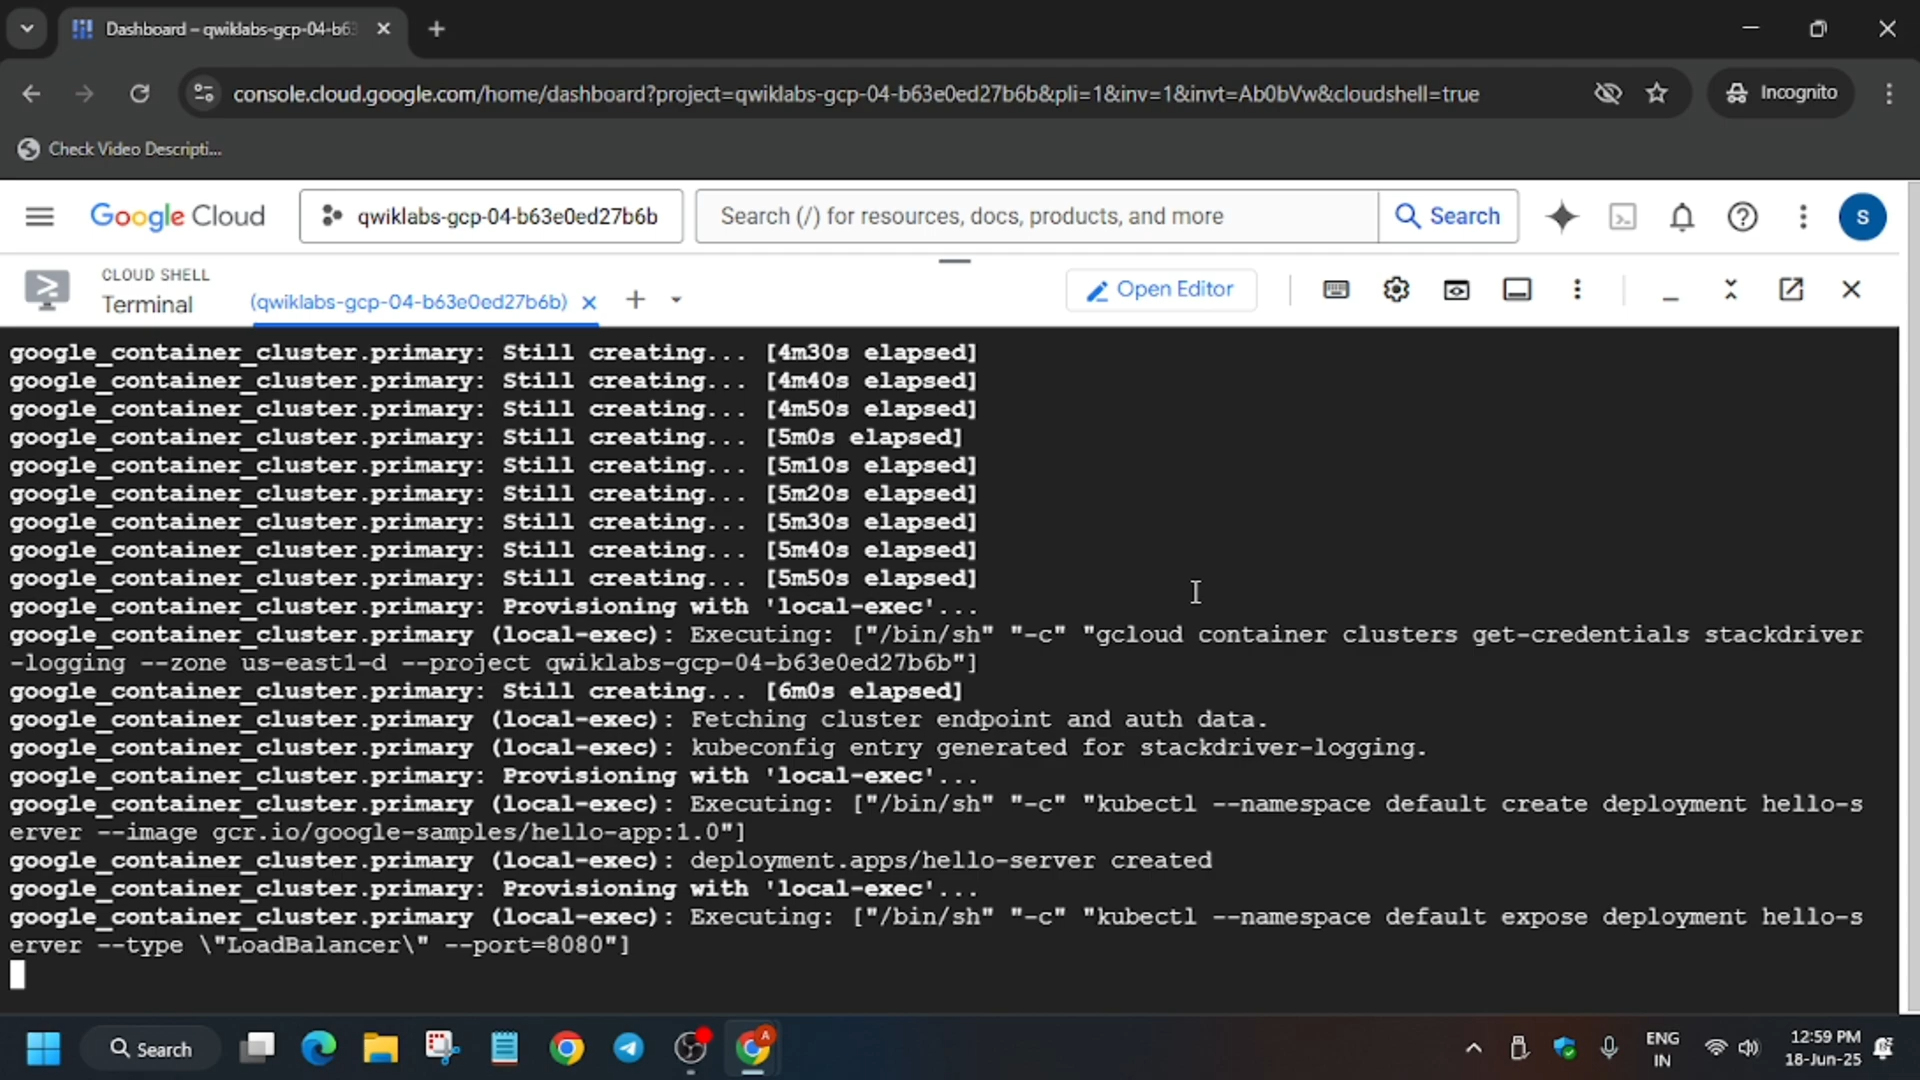 Dashboard – qwiklabs-gcp-04-b63
console.cloud.google.com/home/dashboard?project=qwiklabs-gcp-04-b63e0ed27b6b&pli=1&inv=1&invt=Ab0bVw&cloudshell=true
Incognito
Check Video Descripti...
Google Cloud
qwiklabs-gcp-04-b63e0ed27b6b
Search (/) for resources, docs, products, and more
Search
S
CLOUD SHELL
Terminal
(qwiklabs-gcp-04-b63e0ed27b6b)
Open Editor
google_container_cluster.primary: Still creating... [4m30s elapsed]
google_container_cluster.primary: Still creating... [4m40s elapsed]
google_container_cluster.primary: Still creating... [4m50s elapsed]
google_container_cluster.primary: Still creating... [5m0s elapsed]
google_container_cluster.primary: Still creating... [5m10s elapsed]
google_container_cluster.primary: Still creating... [5m20s elapsed]
google_container_cluster.primary: Still creating... [5m30s elapsed]
google_container_cluster.primary: Still creating... [5m40s elapsed]
google_container_cluster.primary: Still creating... [5m50s elapsed]
google_container_cluster.primary: Provisioning with 'local-exec'...
google_container_cluster.primary (local-exec): Executing: ["/bin/sh" "-c" "gcloud container clusters get-credentials stackdriver
-logging --zone us-east1-d --project qwiklabs-gcp-04-b63e0ed27b6b"]
google_container_cluster.primary: Still creating... [6m0s elapsed]
google_container_cluster.primary (local-exec): Fetching cluster endpoint and auth data.
google_container_cluster.primary (local-exec): kubeconfig entry generated for stackdriver-logging.
google_container_cluster.primary: Provisioning with 'local-exec'...
google_container_cluster.primary (local-exec): Executing: ["/bin/sh" "-c" "kubectl --namespace default create deployment hello-s
erver --image gcr.io/google-samples/hello-app:1.0"]
google_container_cluster.primary (local-exec): deployment.apps/hello-server created
google_container_cluster.primary: Provisioning with 'local-exec'...
google_container_cluster.primary (local-exec): Executing: ["/bin/sh" "-c" "kubectl --namespace default expose deployment hello-s
erver --type \"LoadBalancer\" --port=8080"]
Search
A
ENG
IN
12:59 PM
18-Jun-25